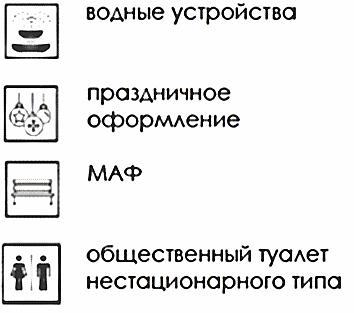 водные устройства
праздничное
оформление
МАФ
общественный туалет
нестационарного типа